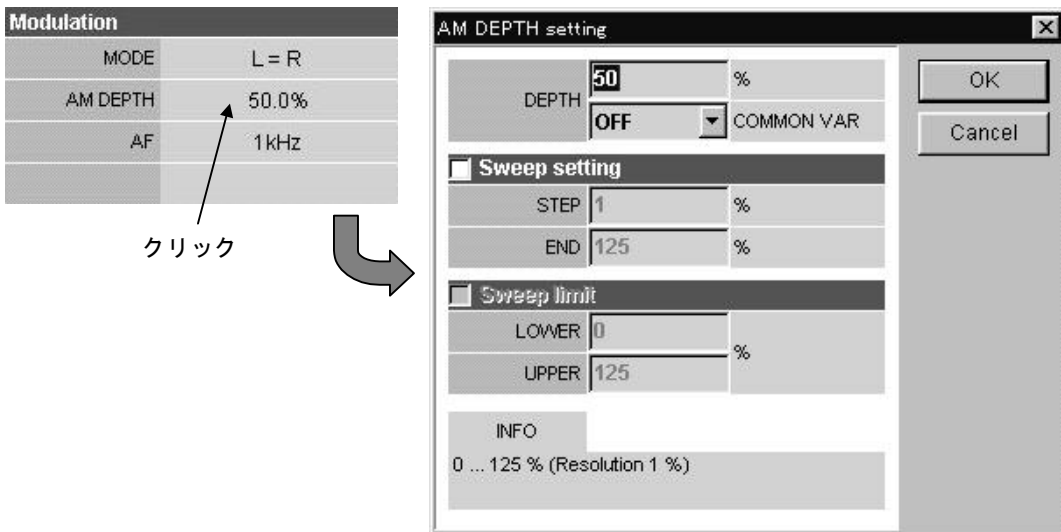 Modulation
MODE L = R
AM DEPTH 50.0%
AF 1kHz
クリック
AM DEPTH setting
DEPTH 50 %
OFF COMMON VAR
OK
Cancel
Sweep setting
STEP 1 %
END 125 %
Sweep limit
LOWER 0
%
UPPER 125
INFO
0 ... 125 % (Resolution 1 %)